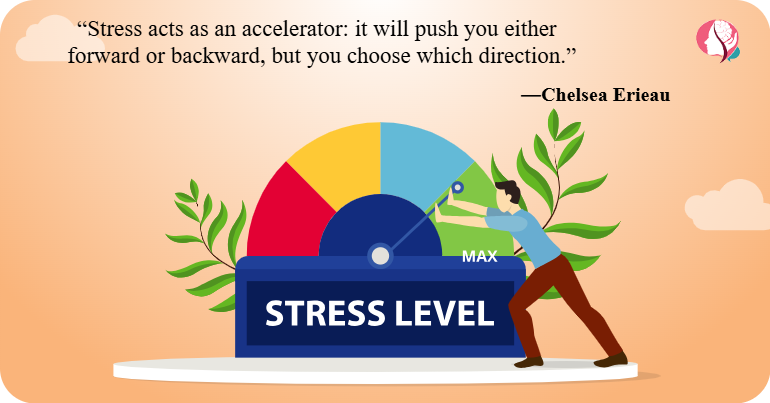 “Stress acts as an accelerator: it will push you either
forward or backward, but you choose which direction.”
—Chelsea Erieau
MAX
STRESS LEVEL